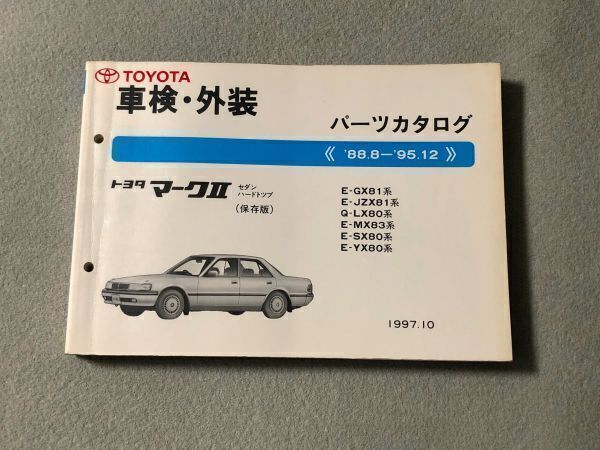 TOYOTA
車検・外装
パーツカタログ
《 '88.8−'95.12 》
トヨタ マークII セダン
ハードトップ
(保存版)
E-GX81系
E-JZX81系
Q-LX80系
E-MX83系
E-SX80系
E-YX80系
1997.10